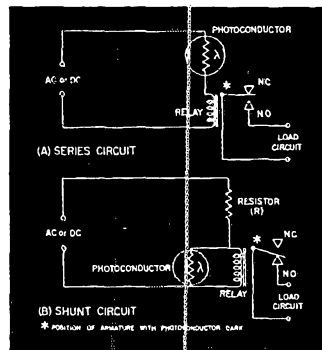 PHOTOCONDUCTOR
λ
AC or DC
* NC
RELAY
NO
LOAD
CIRCUIT
(A) SERIES CIRCUIT
RESISTOR
(R)
AC or DC
* NC
PHOTOCONDUCTOR
λ
NO
RELAY
LOAD
CIRCUIT
(B) SHUNT CIRCUIT
* POSITION OF ARMATURE WITH PHOTOCONDUCTOR DARK